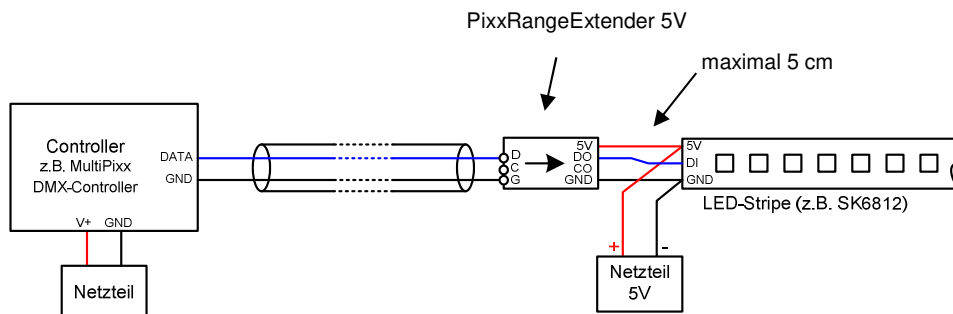 PixxRangeExtender 5V
maximal 5 cm
Controller
z.B. MultiPixx
DMX-Controller
DATA
GND
V+ GND
Netzteil
D
C
G
5V
DO
CO
GND
5V
DI
GND
LED-Stripe (z.B. SK6812)
+ -
Netzteil
5V